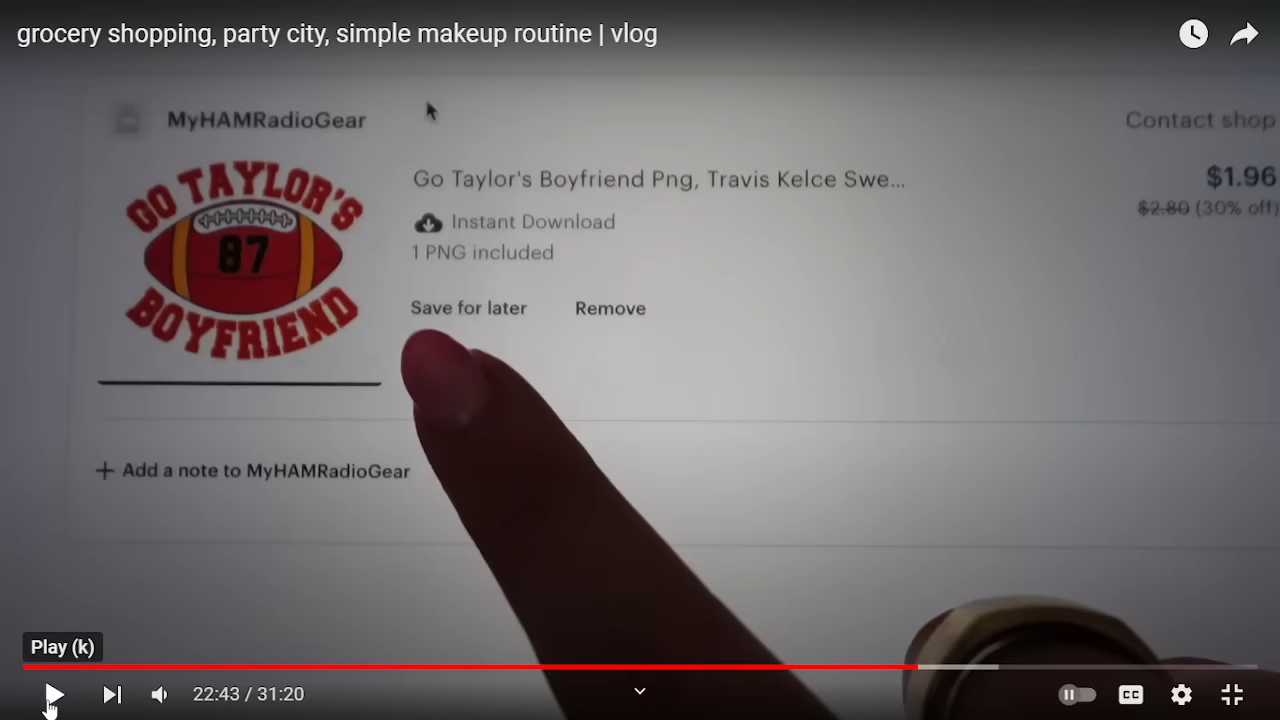 grocery shopping, party city, simple makeup routine | vlog
MyHAMRadioGear
Contact shop
GO TAYLOR'S
87
BOYFRIEND
Go Taylor's Boyfriend Png, Travis Kelce Swe...
$1.96
$2.80 (30% off)
Instant Download
1 PNG included
Save for later Remove
+ Add a note to MyHAMRadioGear
Play (k)
22:43 / 31:20
CC